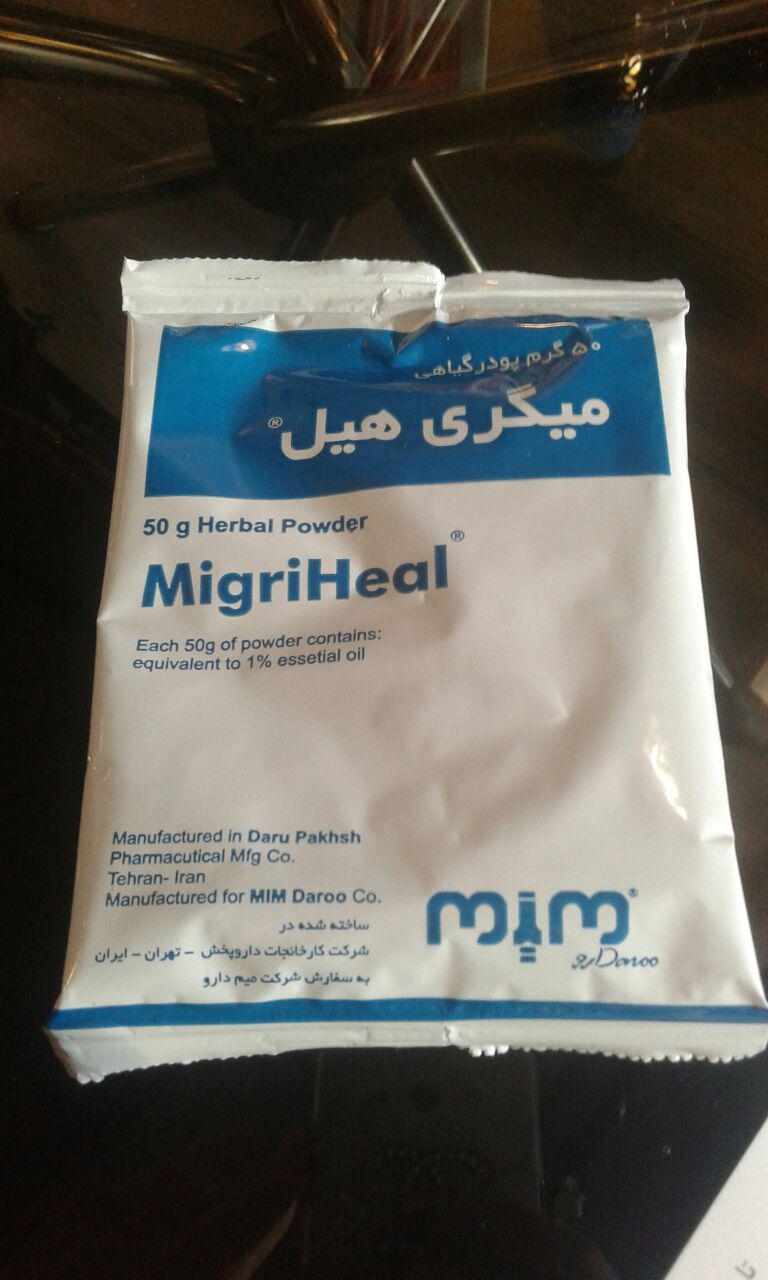 ۵۰ گرم پودر گیاهی
میگری هیل®
50 g Herbal Powder
MigriHeal®
Each 50g of powder contains:
equivalent to 1% essetial oil
Manufactured in Daru Pakhsh
Pharmacutical Mfg Co.
Tehran- Iran
Manufactured for MIM Daroo Co.
ساخته شده در
شرکت کارخانجات داروپخش - تهران - ایران
به سفارش شرکت میم دارو
mim®
Daroo